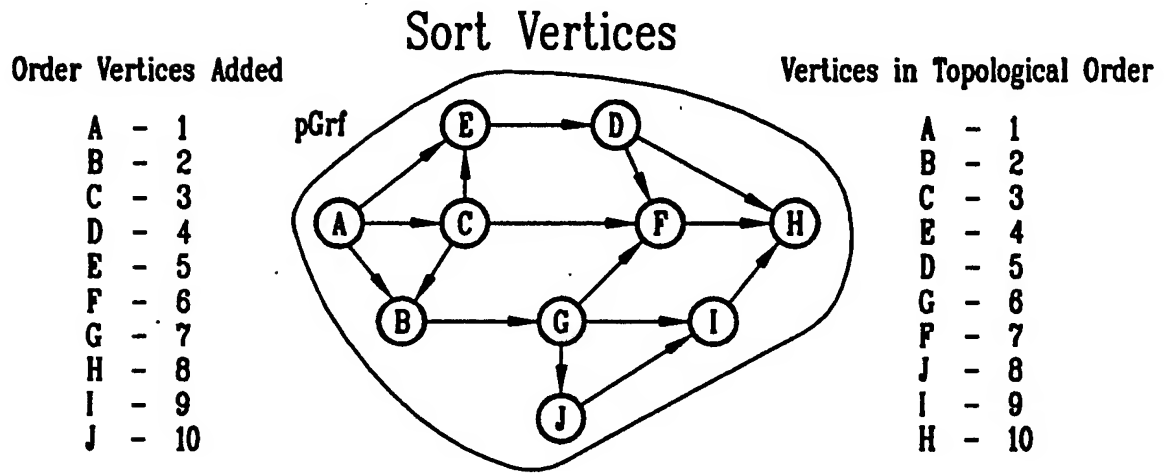 Sort Vertices
Order Vertices Added
A - 1
B - 2
C - 3
D - 4
E - 5
F - 6
G - 7
H - 8
I - 9
J - 10
pGrf
E
D
A
C
F
H
B
G
I
J
Vertices in Topological Order
A - 1
B - 2
C - 3
E - 4
D - 5
G - 6
F - 7
J - 8
I - 9
H - 10